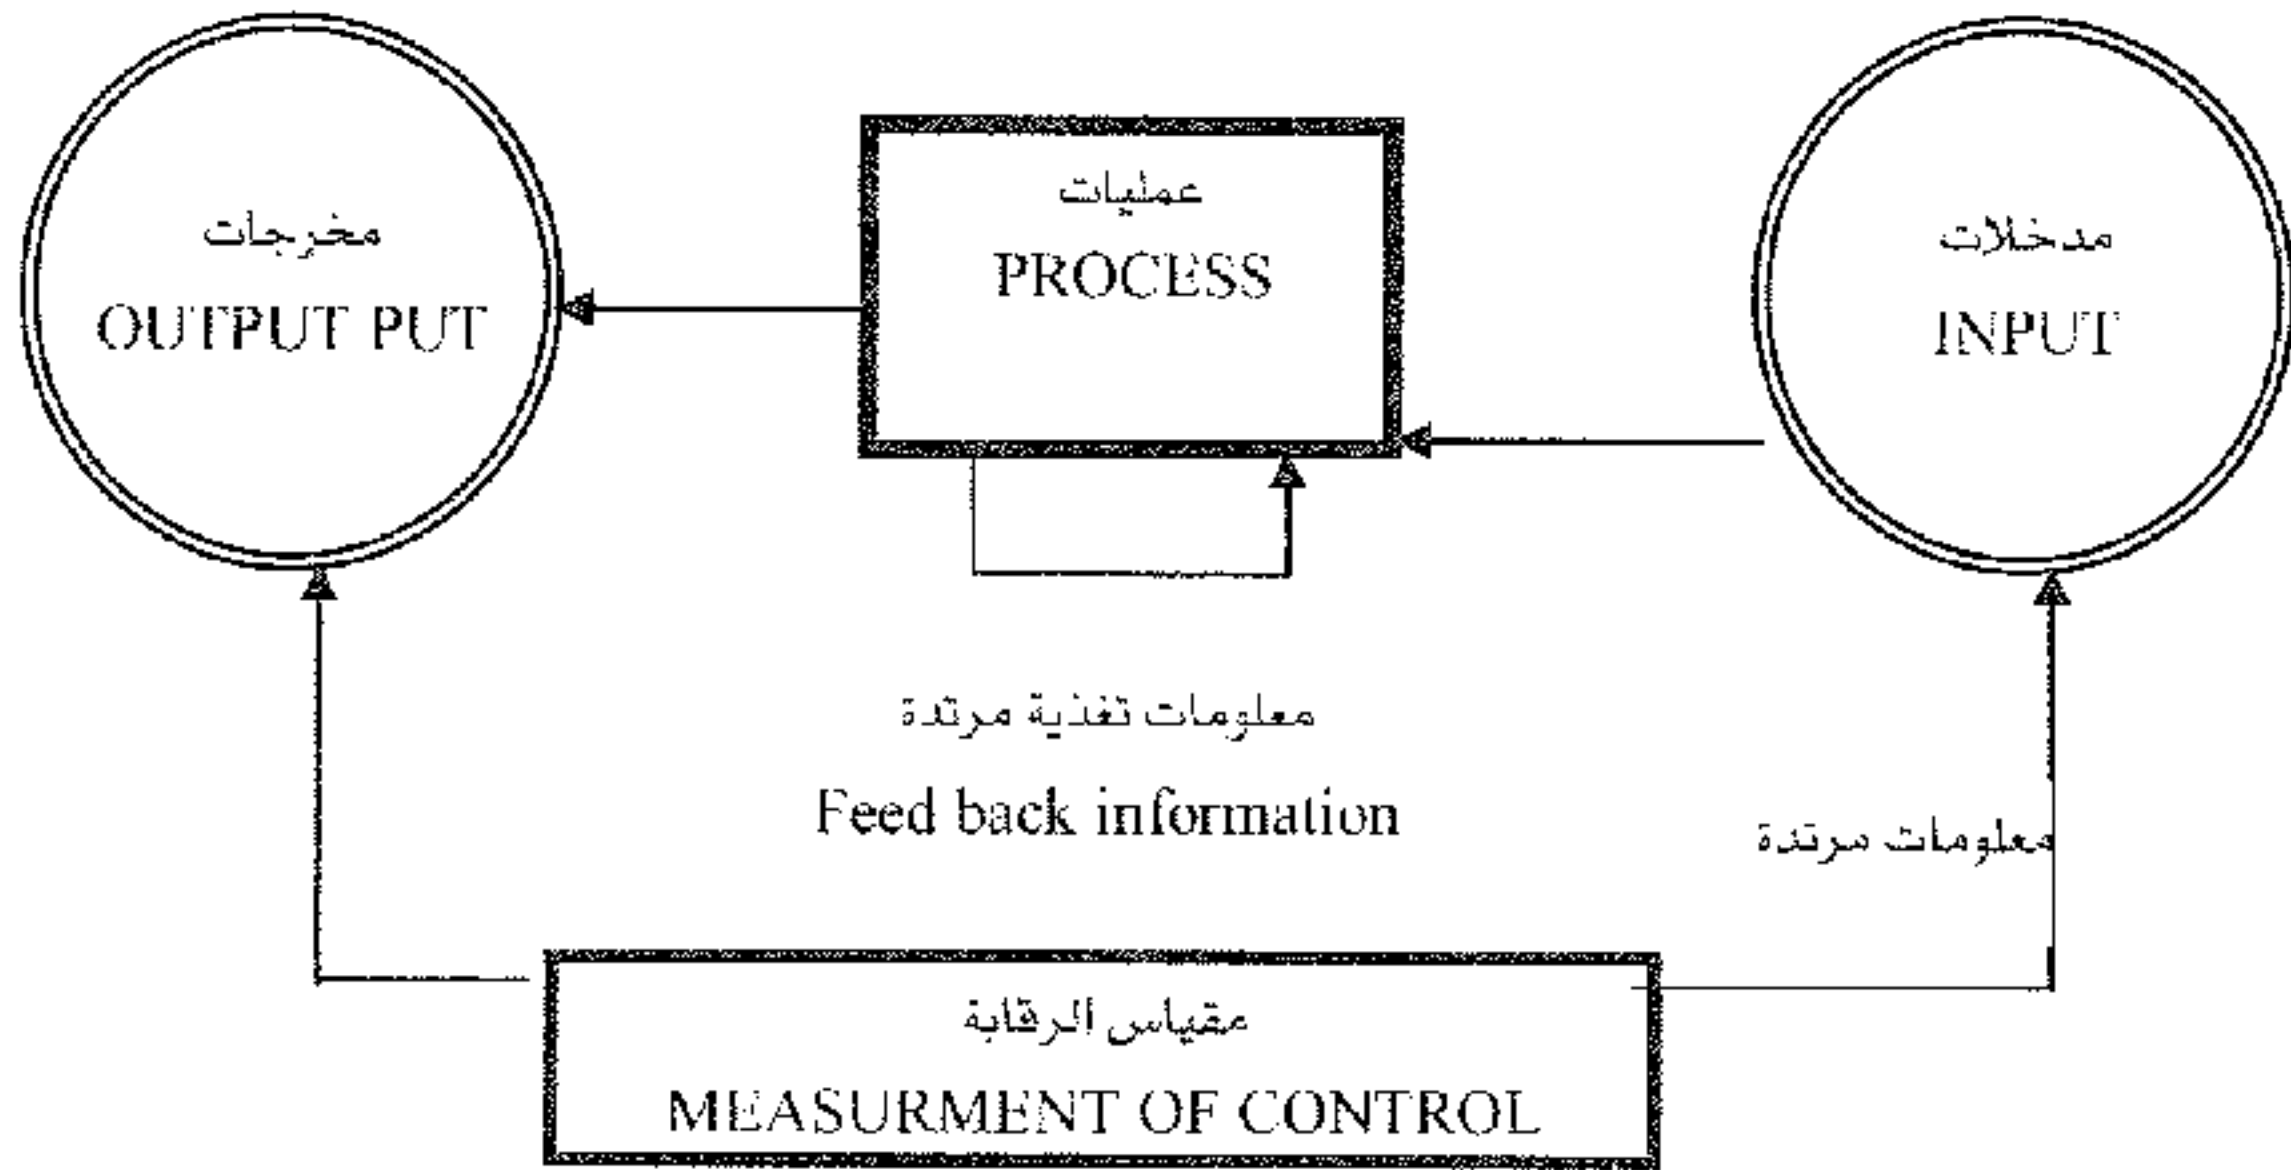 مدخلات
INPUT
عمليات
PROCESS
مخرجات
OUTPUT PUT
معلومات تغذية مرتدة
Feed back information
معلومات مرتدة
مقياس الرقابة
MEASURMENT OF CONTROL